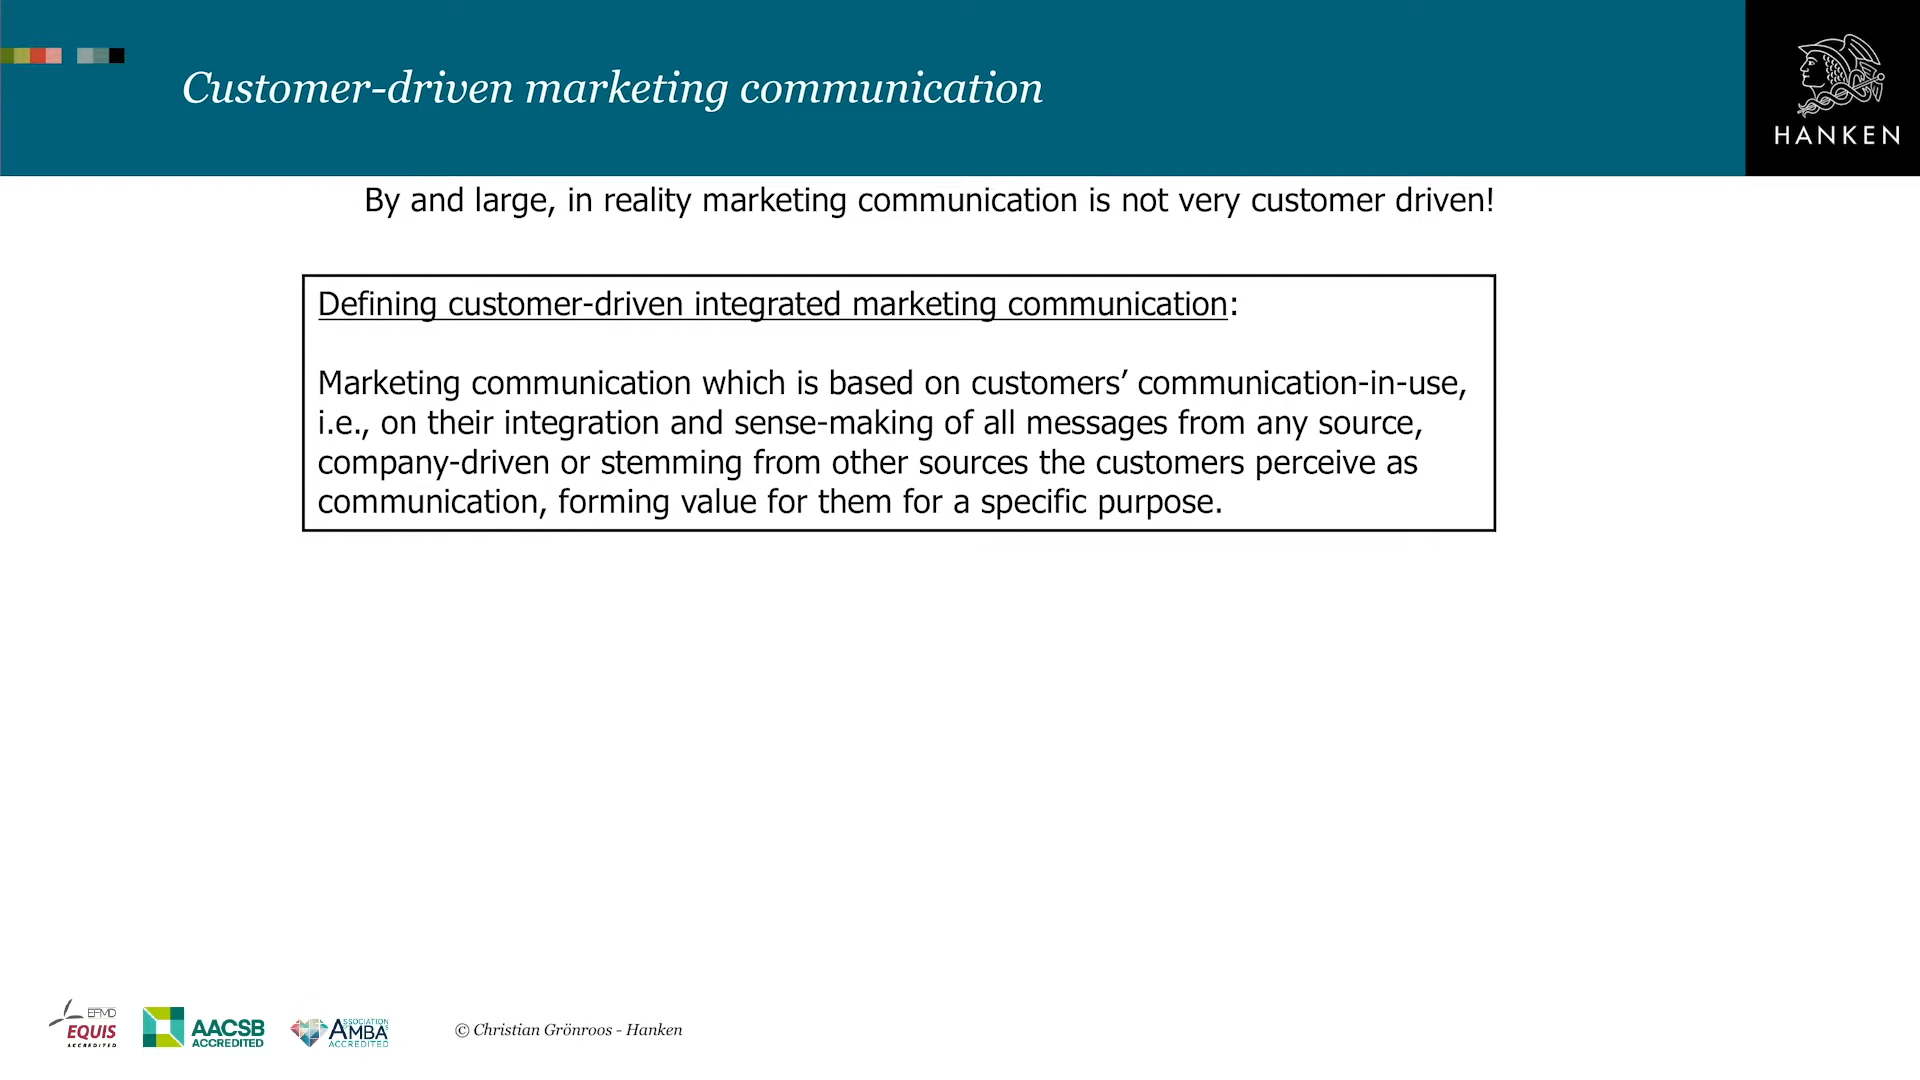 Customer-driven marketing communication
HANKEN
By and large, in reality marketing communication is not very customer driven!
Defining customer-driven integrated marketing communication:
Marketing communication which is based on customers’ communication-in-use,
i.e., on their integration and sense-making of all messages from any source,
company-driven or stemming from other sources the customers perceive as
communication, forming value for them for a specific purpose.
EFMD
EQUIS
ACCREDITED
AACSB
ACCREDITED
ASSOCIATION
AMBA
ACCREDITED
© Christian Grönroos - Hanken